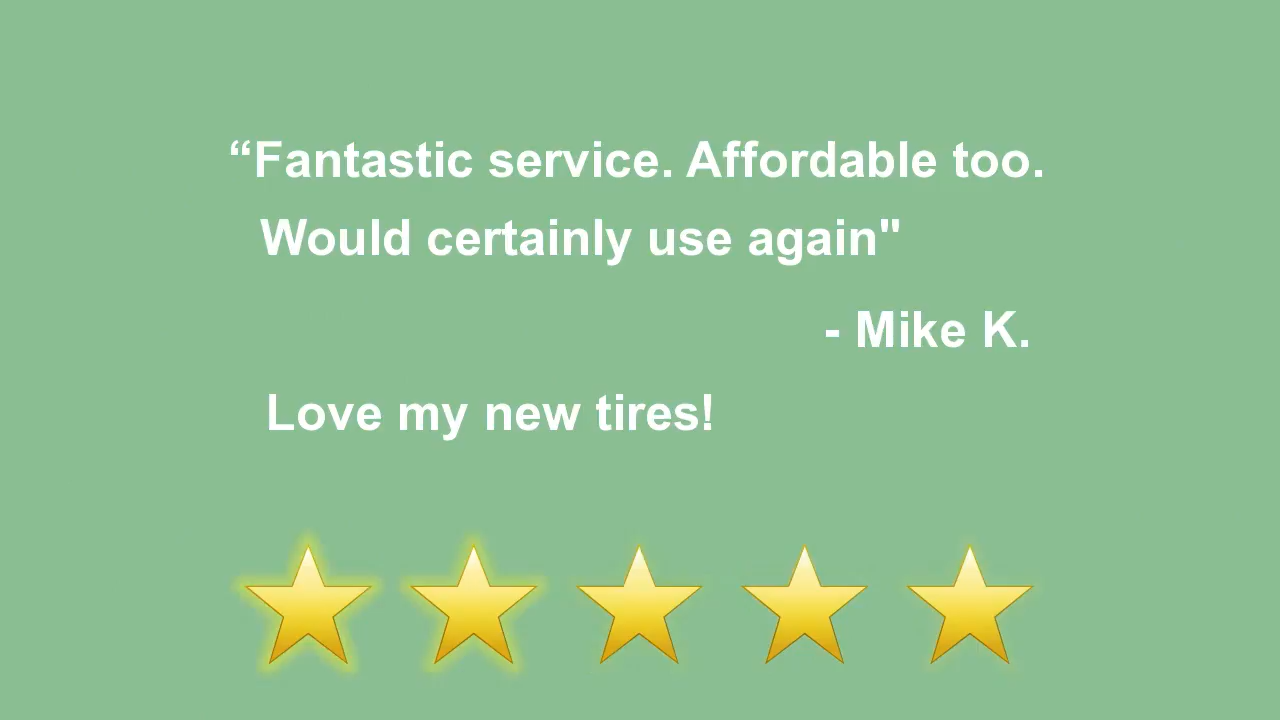 “Fantastic service. Affordable too.
Would certainly use again"
- Mike K.
Love my new tires!